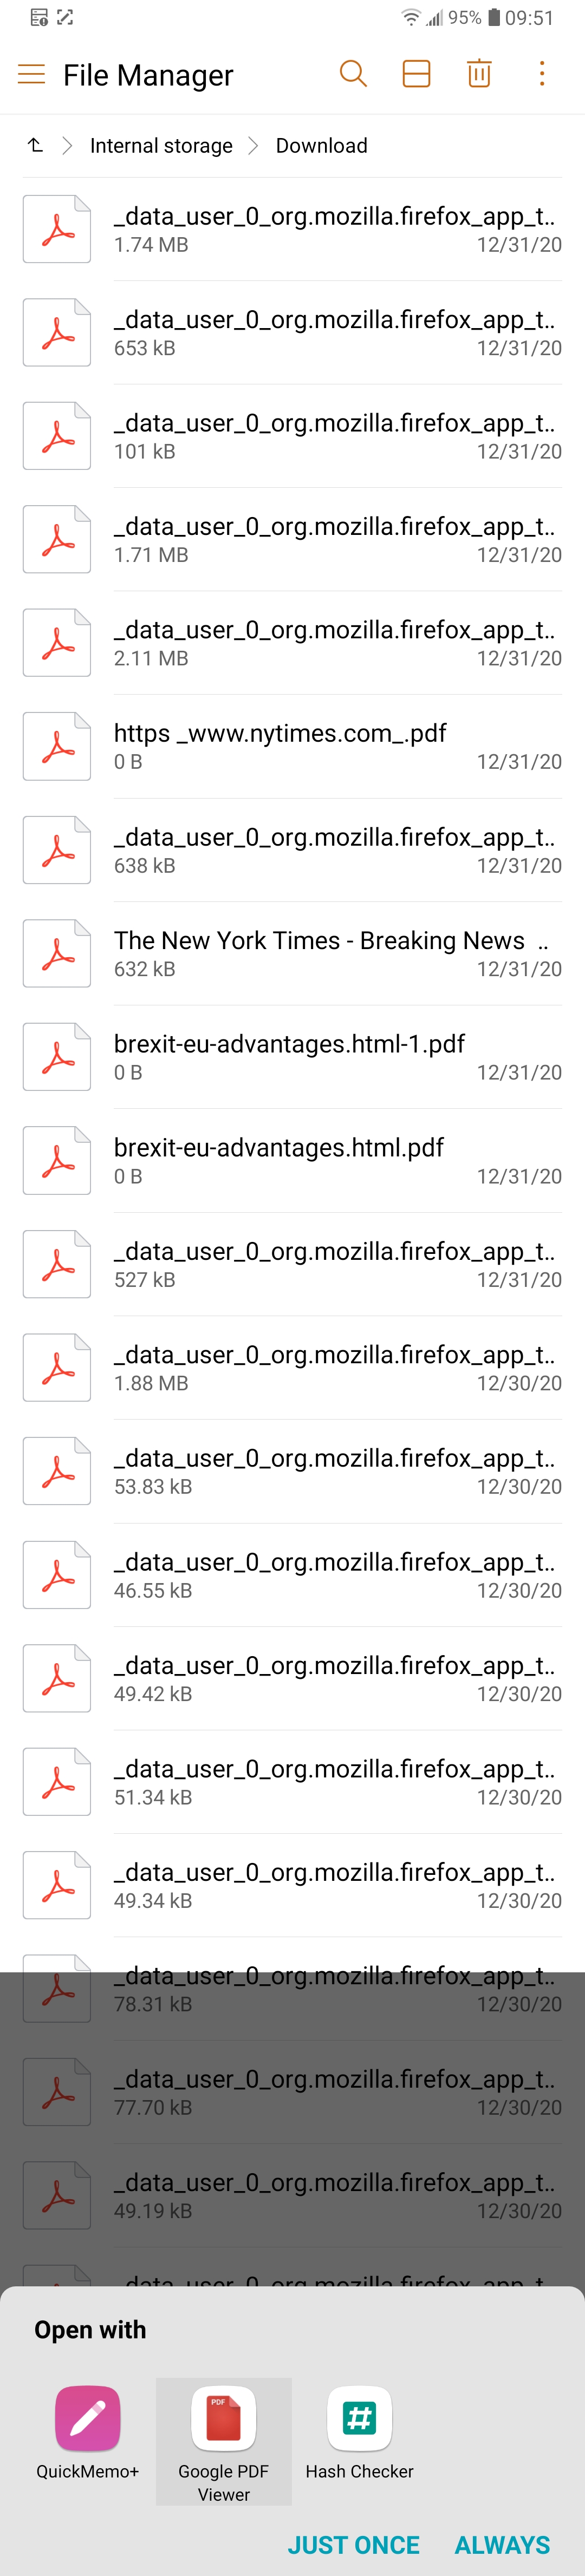 95% 09:51
File Manager
Internal storage Download
_data_user_0_org.mozilla.firefox_app_t..
1.74 MB 12/31/20
_data_user_0_org.mozilla.firefox_app_t..
653 kB 12/31/20
_data_user_0_org.mozilla.firefox_app_t..
101 kB 12/31/20
_data_user_0_org.mozilla.firefox_app_t..
1.71 MB 12/31/20
_data_user_0_org.mozilla.firefox_app_t..
2.11 MB 12/31/20
https _www.nytimes.com_.pdf
0 B 12/31/20
_data_user_0_org.mozilla.firefox_app_t..
638 kB 12/31/20
The New York Times - Breaking News ..
632 kB 12/31/20
brexit-eu-advantages.html-1.pdf
0 B 12/31/20
brexit-eu-advantages.html.pdf
0 B 12/31/20
_data_user_0_org.mozilla.firefox_app_t..
527 kB 12/31/20
_data_user_0_org.mozilla.firefox_app_t..
1.88 MB 12/30/20
_data_user_0_org.mozilla.firefox_app_t..
53.83 kB 12/30/20
_data_user_0_org.mozilla.firefox_app_t..
46.55 kB 12/30/20
_data_user_0_org.mozilla.firefox_app_t..
49.42 kB 12/30/20
_data_user_0_org.mozilla.firefox_app_t..
51.34 kB 12/30/20
_data_user_0_org.mozilla.firefox_app_t..
49.34 kB 12/30/20
_data_user_0_org.mozilla.firefox_app_t..
78.31 kB 12/30/20
_data_user_0_org.mozilla.firefox_app_t..
77.70 kB 12/30/20
_data_user_0_org.mozilla.firefox_app_t..
49.19 kB 12/30/20
_data_user_0_org.mozilla.firefox_app_t..
Open with
PDF #
QuickMemo+ Google PDF Viewer Hash Checker
JUST ONCE ALWAYS